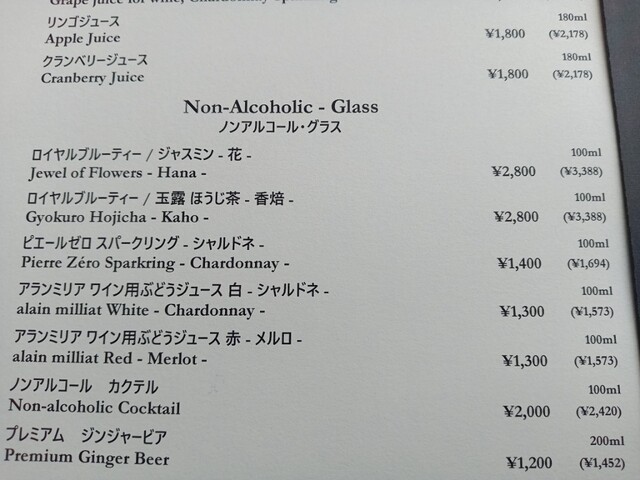 Grape juice for wine, Chardonnay Sparkling
リンゴジュース 180ml
Apple Juice ¥1,800 (¥2,178)
クランベリージュース 180ml
Cranberry Juice ¥1,800 (¥2,178)
Non-Alcoholic - Glass
ノンアルコール・グラス
ロイヤルブルーティー / ジャスミン - 花 - 100ml
Jewel of Flowers - Hana - ¥2,800 (¥3,388)
ロイヤルブルーティー / 玉露 ほうじ茶 - 香焙 - 100ml
Gyokuro Hojicha - Kaho - ¥2,800 (¥3,388)
ピエールゼロ スパークリング - シャルドネ - 100ml
Pierre Zéro Sparkring - Chardonnay - ¥1,400 (¥1,694)
アランミリア ワイン用ぶどうジュース 白 - シャルドネ - 100ml
alain milliat White - Chardonnay - ¥1,300 (¥1,573)
アランミリア ワイン用ぶどうジュース 赤 - メルロ - 100ml
alain milliat Red - Merlot - ¥1,300 (¥1,573)
ノンアルコール カクテル 100ml
Non-alcoholic Cocktail ¥2,000 (¥2,420)
プレミアム ジンジャービア 200ml
Premium Ginger Beer ¥1,200 (¥1,452)